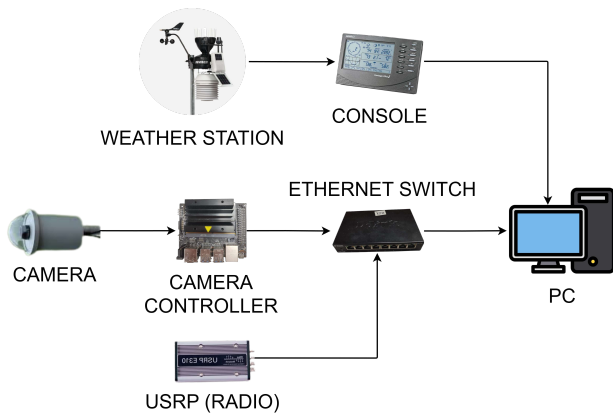 WEATHER STATION
CONSOLE
ETHERNET SWITCH
CAMERA
CAMERA
CONTROLLER
PC
USRP E310
USRP (RADIO)